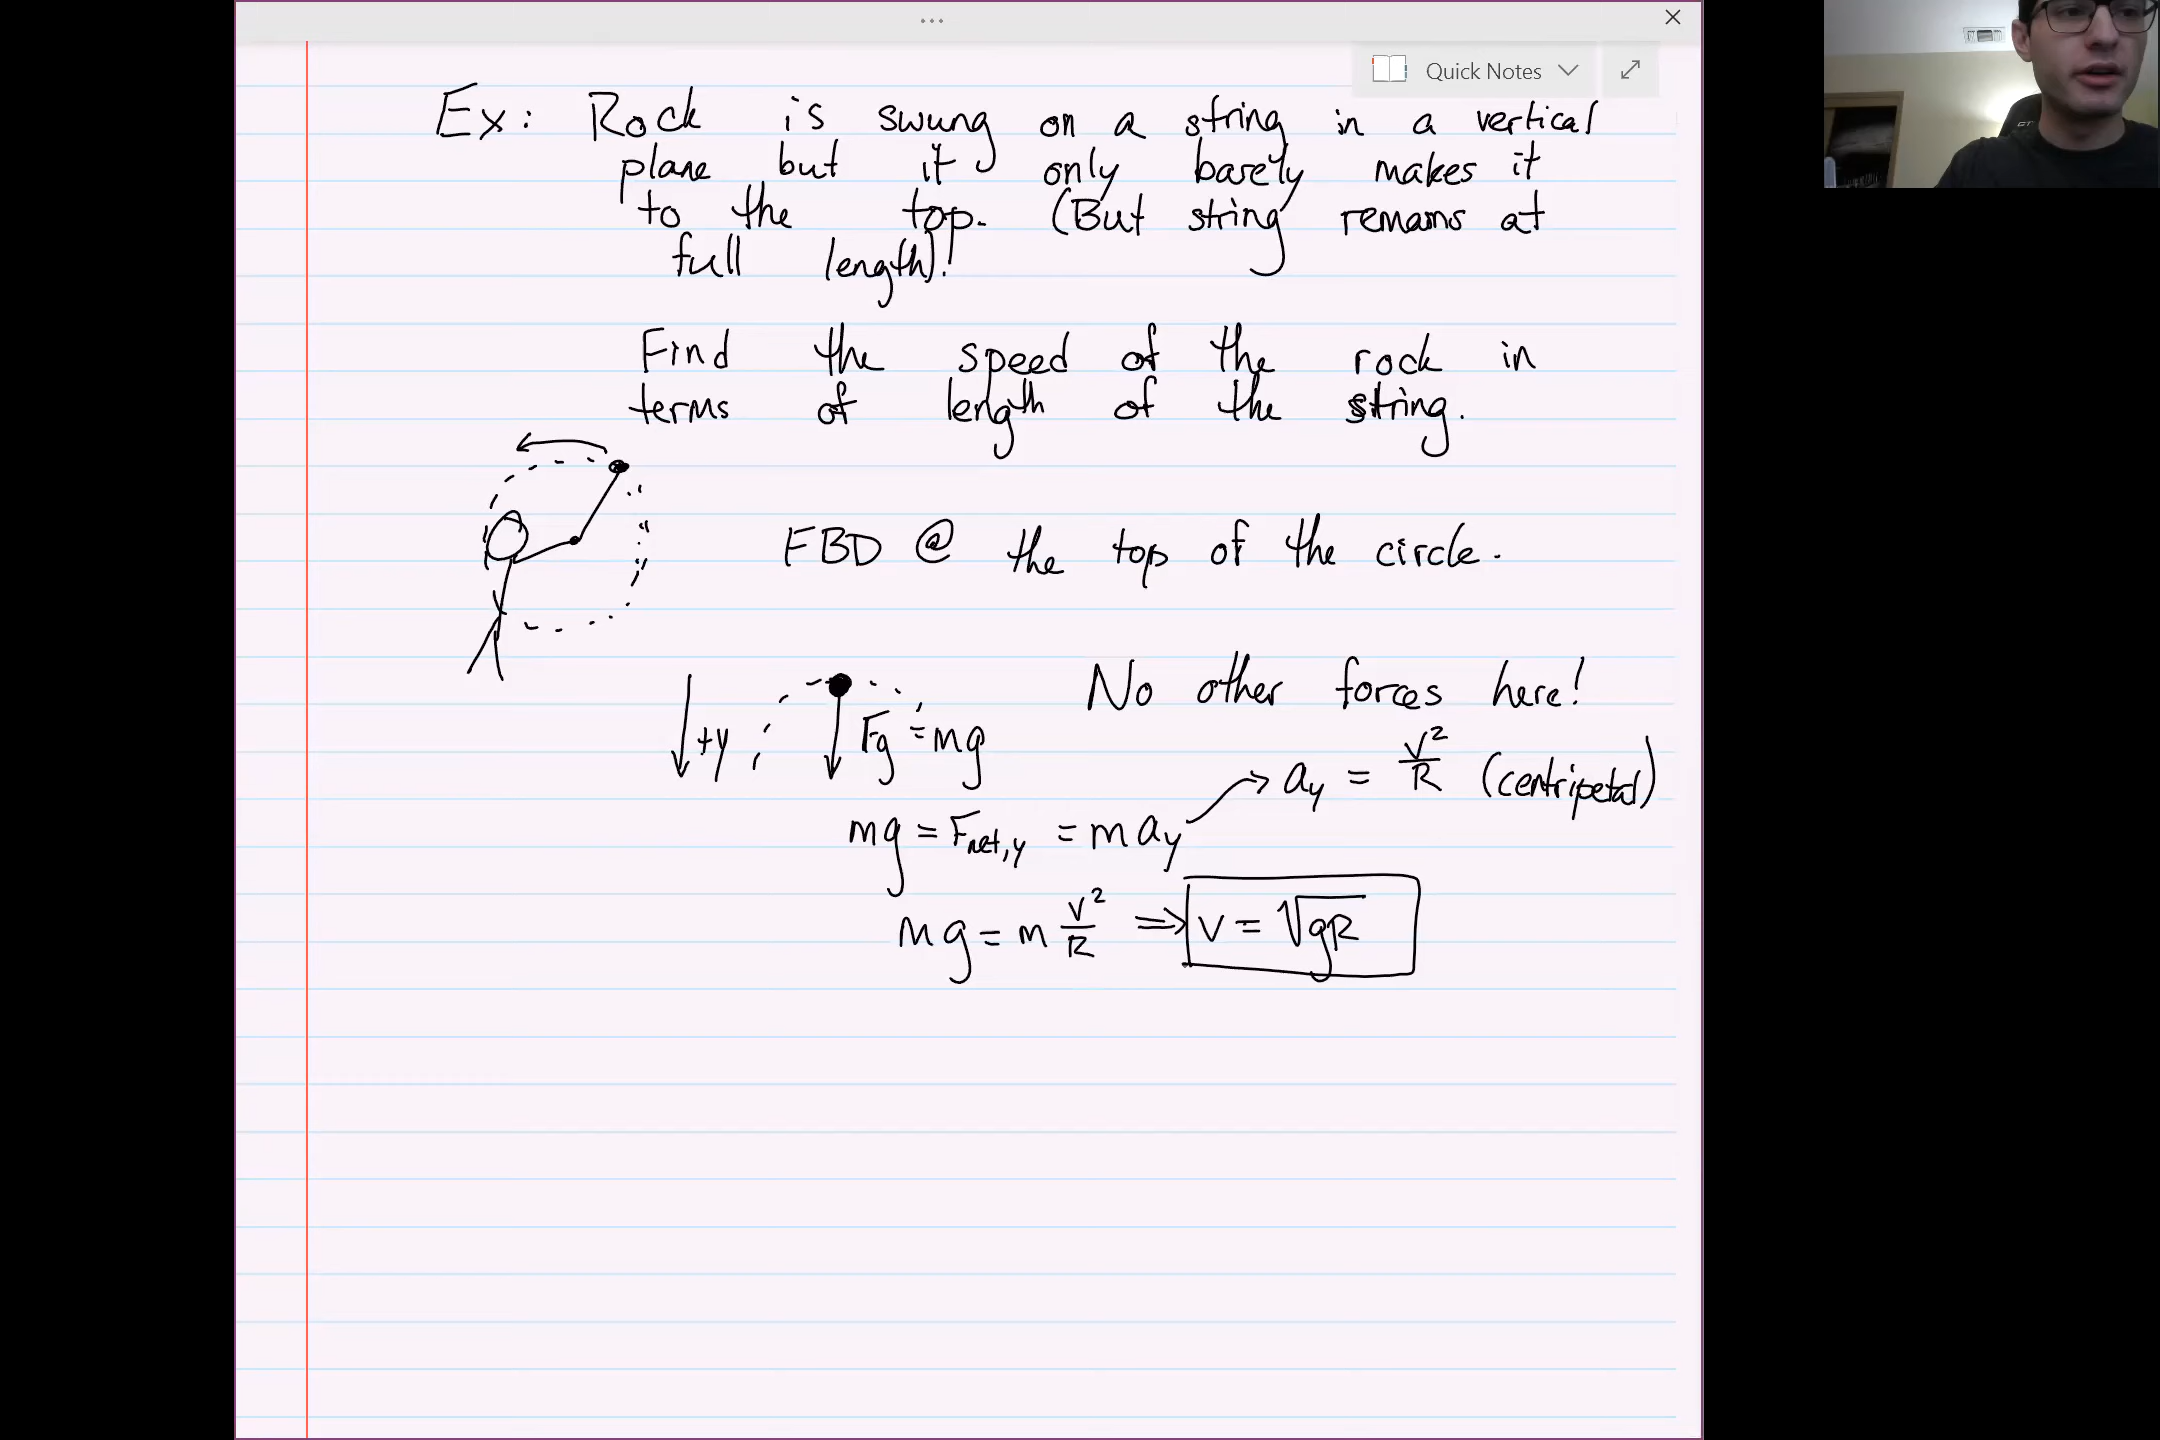 Quick Notes
Ex: Rock is swung on a string in a vertical
plane but it only barely makes it
to the top. (But string remains at
full length)!
Find the speed of the rock in
terms of length of the string.
FBD @ the top of the circle.
No other forces here!
+y Fg = mg
ay = v²/R (centripetal)
mg = Fnet,y = may
mg = m v²/R ⇒ v = √gR